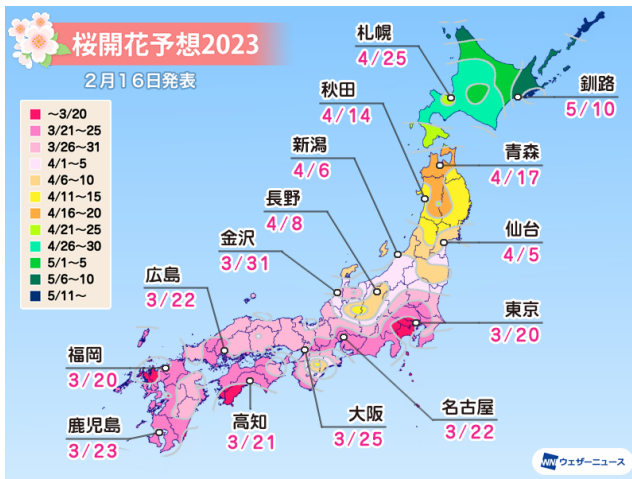 桜開花予想2023
2月16日発表
~3/20
3/21~25
3/26~31
4/1~5
4/6~10
4/11~15
4/16~20
4/21~25
4/26~30
5/1~5
5/6~10
5/11~
札幌
4/25
釧路
5/10
秋田
4/14
青森
4/17
新潟
4/6
長野
4/8
仙台
4/5
金沢
3/31
広島
3/22
東京
3/20
福岡
3/20
鹿児島
3/23
高知
3/21
大阪
3/25
名古屋
3/22
WNI ウェザーニュース